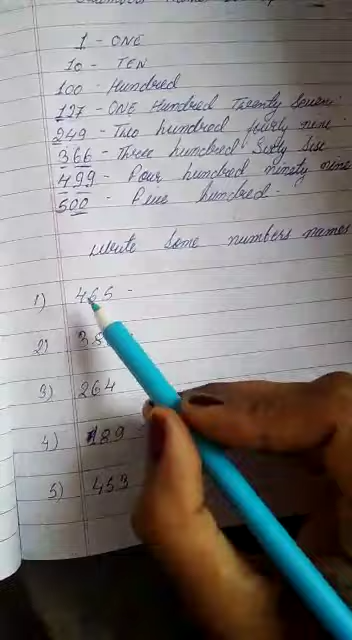 1 - ONE
10 - TEN
100 - Hundred
127 - ONE Hundred Twenty Seven
249 - Two hundred fourly nine
366 - Three hundred Sixty Six
499 - Four hundred ninety nine
500 - Five hundred
Write Some numbers names
1) 465 -
2) 38
3) 264
4) 189
5) 453